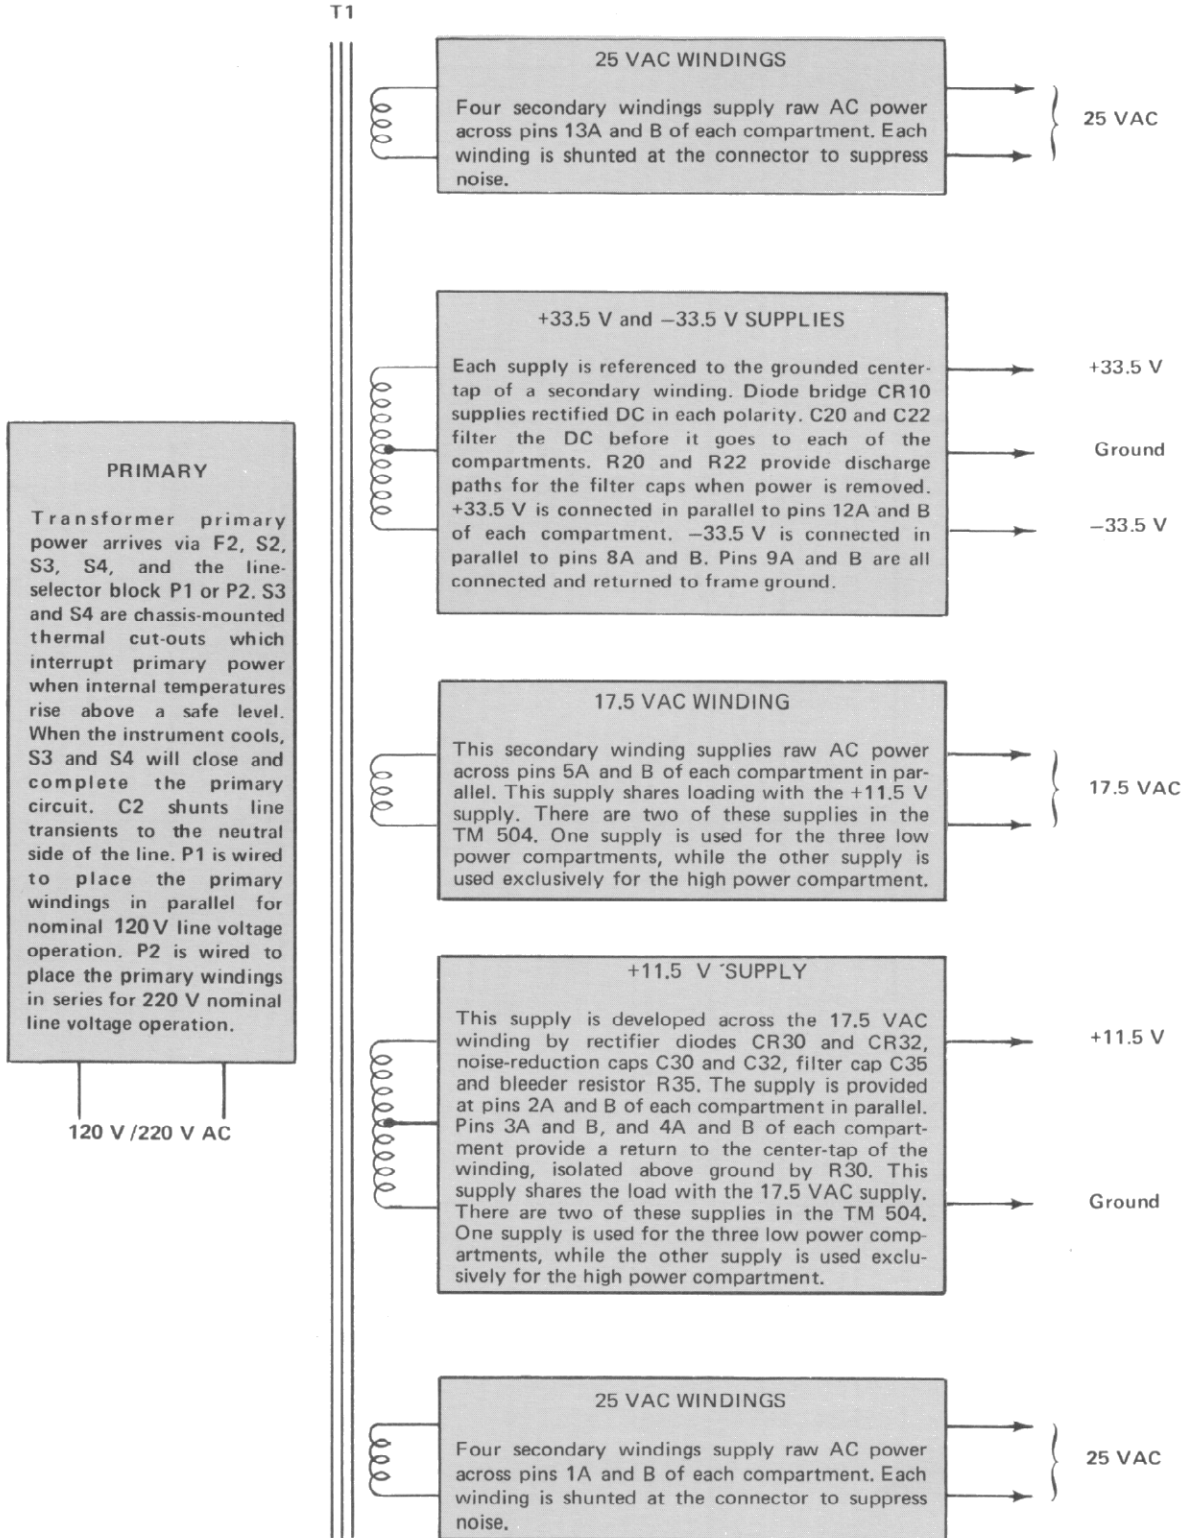 T1
25 VAC WINDINGS
Four secondary windings supply raw AC power
across pins 13A and B of each compartment. Each
winding is shunted at the connector to suppress
noise.
25 VAC
+33.5 V and —33.5 V SUPPLIES
Each supply is referenced to the grounded center-
tap of a secondary winding. Diode bridge CR10
supplies rectified DC in each polarity. C20 and C22
filter the DC before it goes to each of the
compartments. R20 and R22 provide discharge
paths for the filter caps when power is removed.
+33.5 V is connected in parallel to pins 12A and B
of each compartment. —33.5 V is connected in
parallel to pins 8A and B. Pins 9A and B are all
connected and returned to frame ground.
+33.5 V
Ground
—33.5 V
PRIMARY
Transformer primary
power arrives via F2, S2,
S3, S4, and the line-
selector block P1 or P2. S3
and S4 are chassis-mounted
thermal cut-outs which
interrupt primary power
when internal temperatures
rise above a safe level.
When the instrument cools,
S3 and S4 will close and
complete the primary
circuit. C2 shunts line
transients to the neutral
side of the line. P1 is wired
to place the primary
windings in parallel for
nominal 120 V line voltage
operation. P2 is wired to
place the primary windings
in series for 220 V nominal
line voltage operation.
120 V/220 V AC
17.5 VAC WINDING
This secondary winding supplies raw AC power
across pins 5A and B of each compartment in par-
allel. This supply shares loading with the +11.5 V
supply. There are two of these supplies in the
TM 504. One supply is used for the three low
power compartments, while the other supply is
used exclusively for the high power compartment.
17.5 VAC
+11.5 V SUPPLY
This supply is developed across the 17.5 VAC
winding by rectifier diodes CR30 and CR32,
noise-reduction caps C30 and C32, filter cap C35
and bleeder resistor R35. The supply is provided
at pins 2A and B of each compartment in parallel.
Pins 3A and B, and 4A and B of each compart-
ment provide a return to the center-tap of the
winding, isolated above ground by R30. This
supply shares the load with the 17.5 VAC supply.
There are two of these supplies in the TM 504.
One supply is used for the three low power comp-
artments, while the other supply is used exclu-
sively for the high power compartment.
+11.5 V
Ground
25 VAC WINDINGS
Four secondary windings supply raw AC power
across pins 1A and B of each compartment. Each
winding is shunted at the connector to suppress
noise.
25 VAC